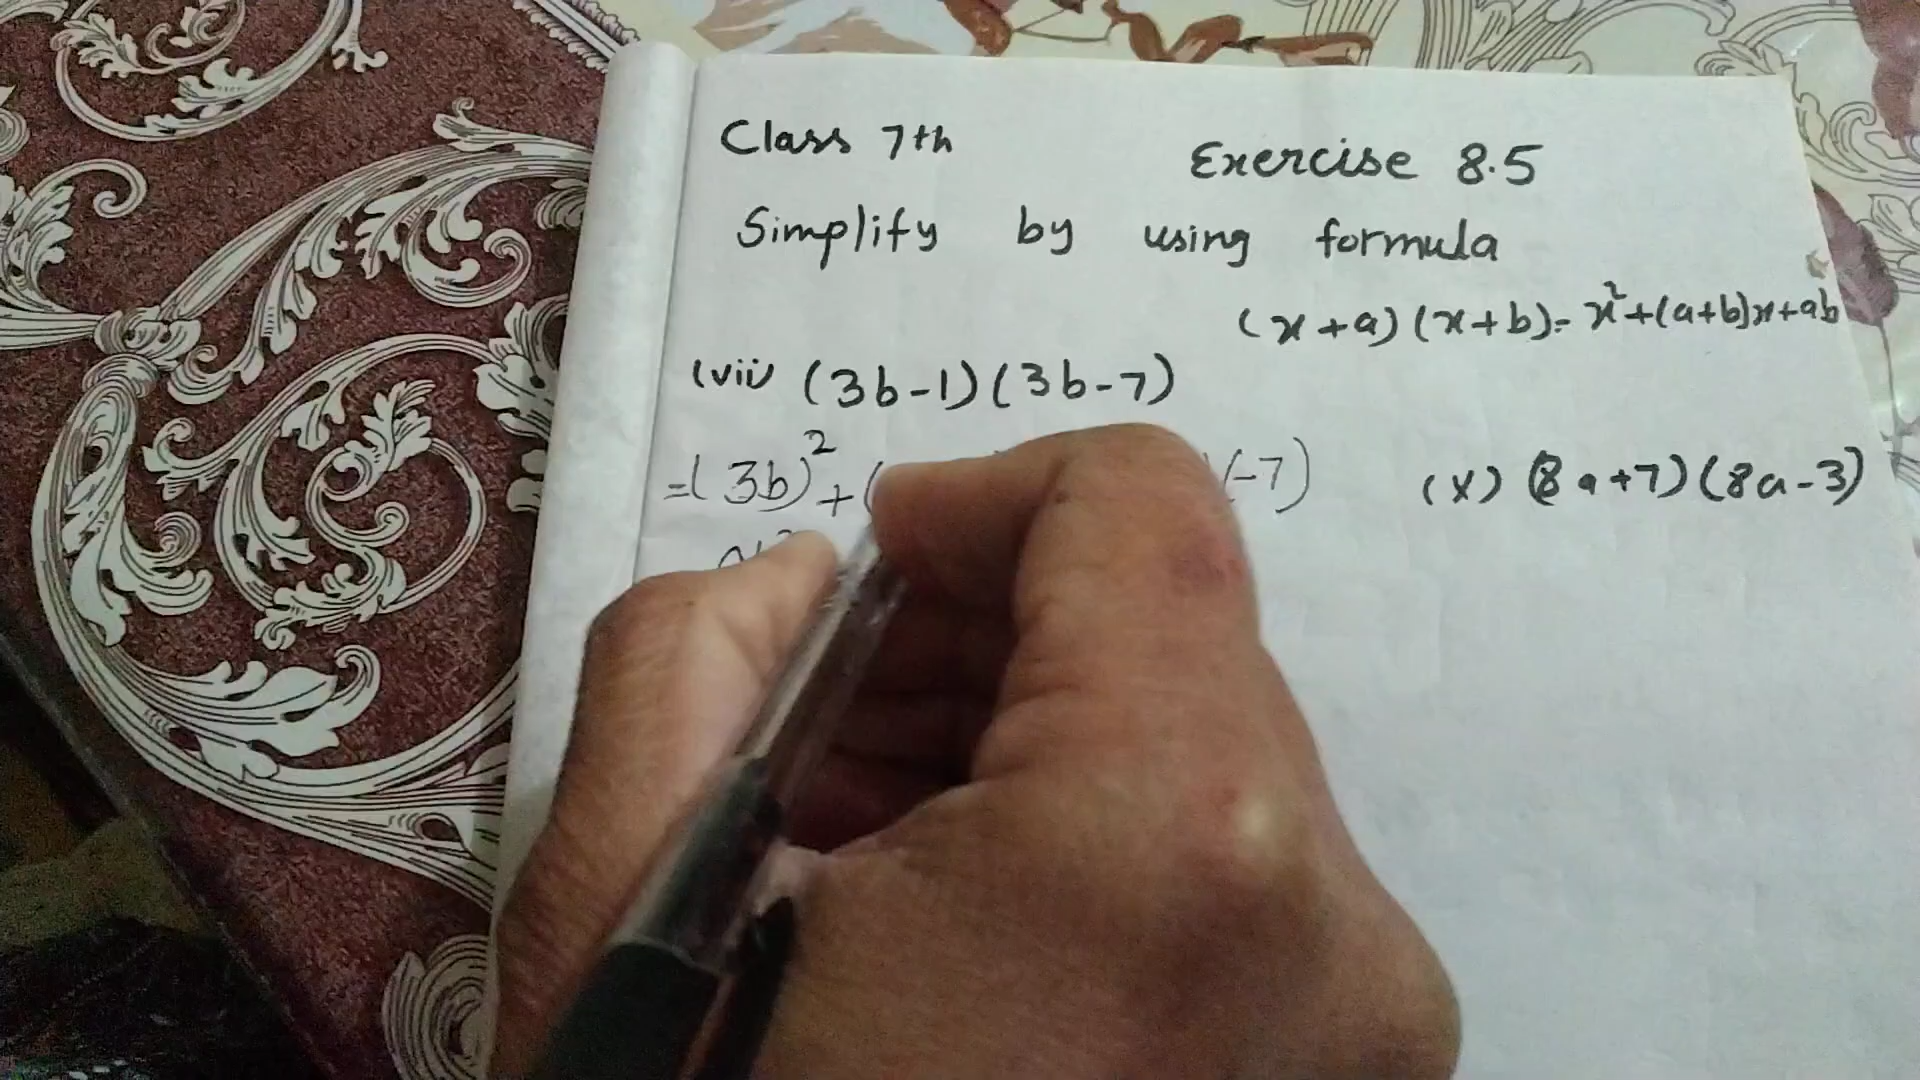 Class 7th Exercise 8.5
Simplify by using formula
(x+a)(x+b)=x²+(a+b)x+ab
(vii) (3b-1)(3b-7)
=(3b)²+( )(-7)
(x) (8a+7)(8a-3)